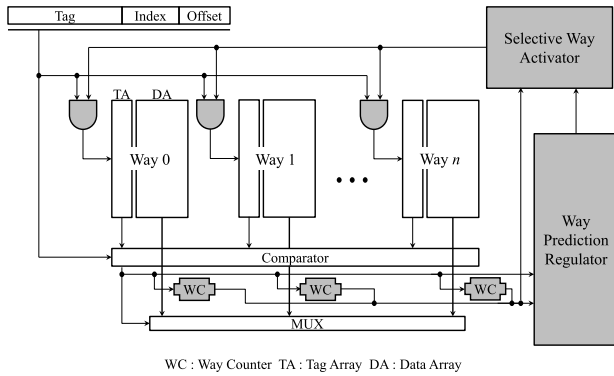 Tag Index Offset
Selective Way
Activator
TA DA
Way 0
Way 1
Way n
• • •
Way
Prediction
Regulator
Comparator
WC
WC
WC
MUX
WC : Way Counter TA : Tag Array DA : Data Array